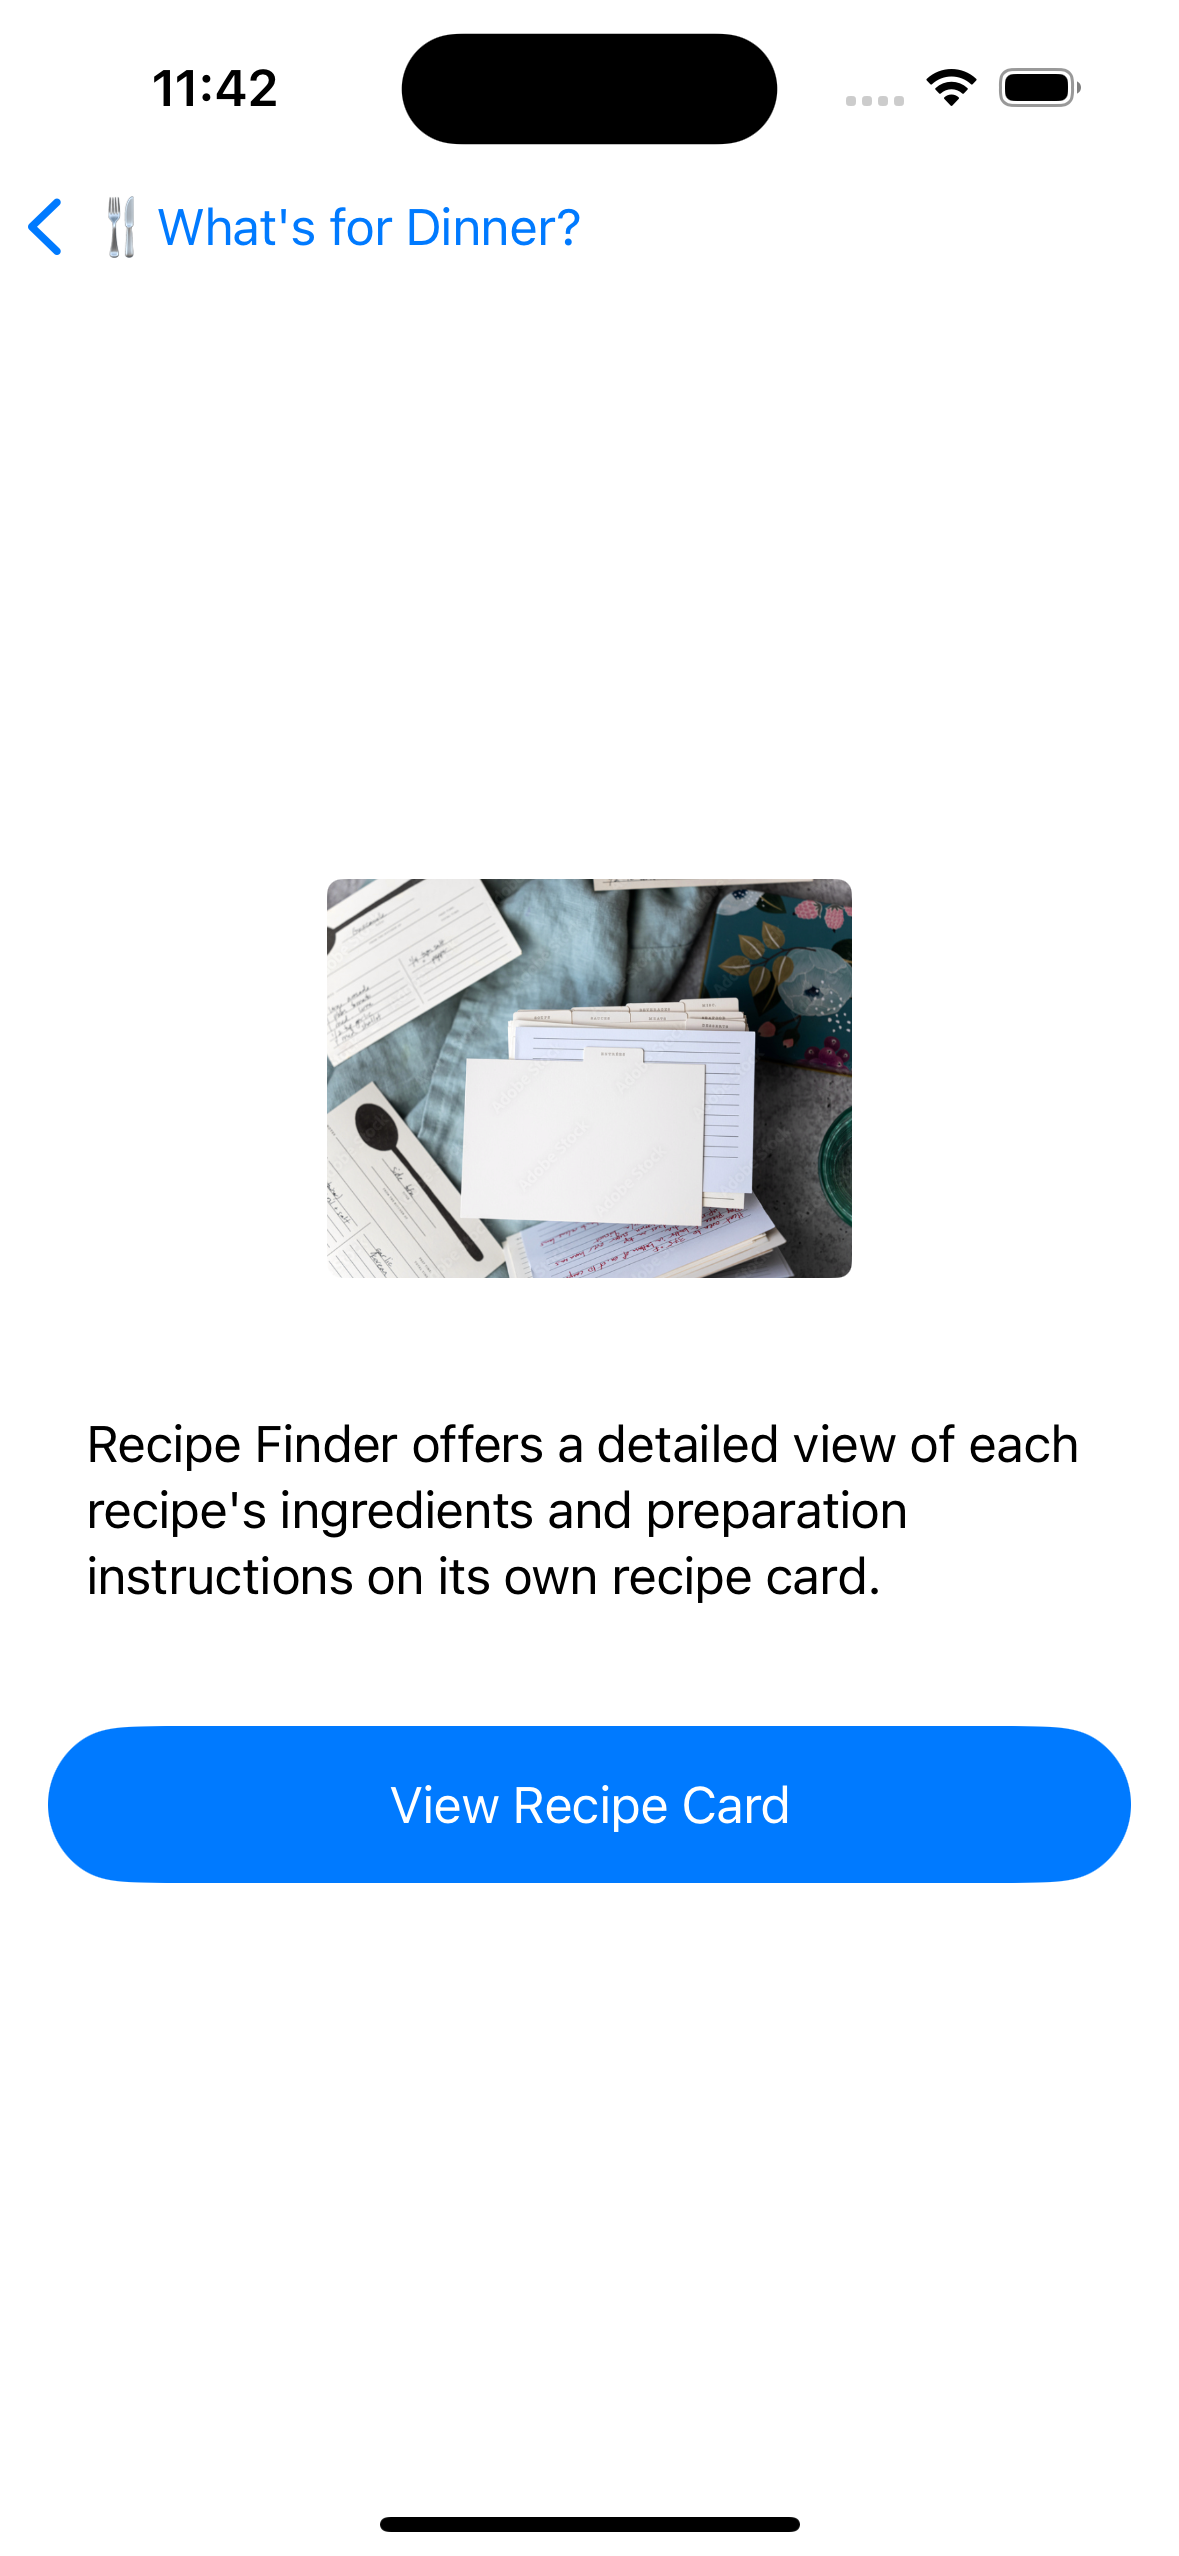 11:42
What's for Dinner?
Recipe Finder offers a detailed view of each
recipe's ingredients and preparation
instructions on its own recipe card.
View Recipe Card